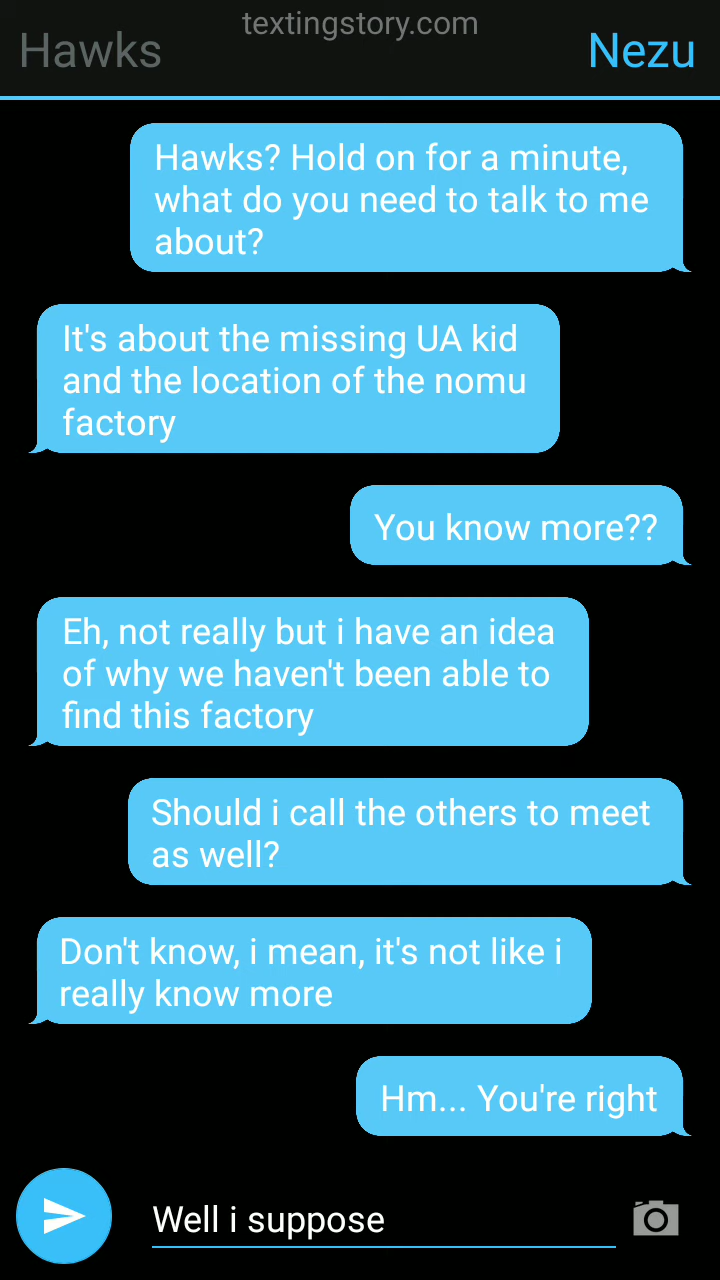 textingstory.com
Hawks
Nezu
Hawks? Hold on for a minute,
what do you need to talk to me
about?
It's about the missing UA kid
and the location of the nomu
factory
You know more??
Eh, not really but i have an idea
of why we haven't been able to
find this factory
Should i call the others to meet
as well?
Don't know, i mean, it's not like i
really know more
Hm... You're right
Well i suppose